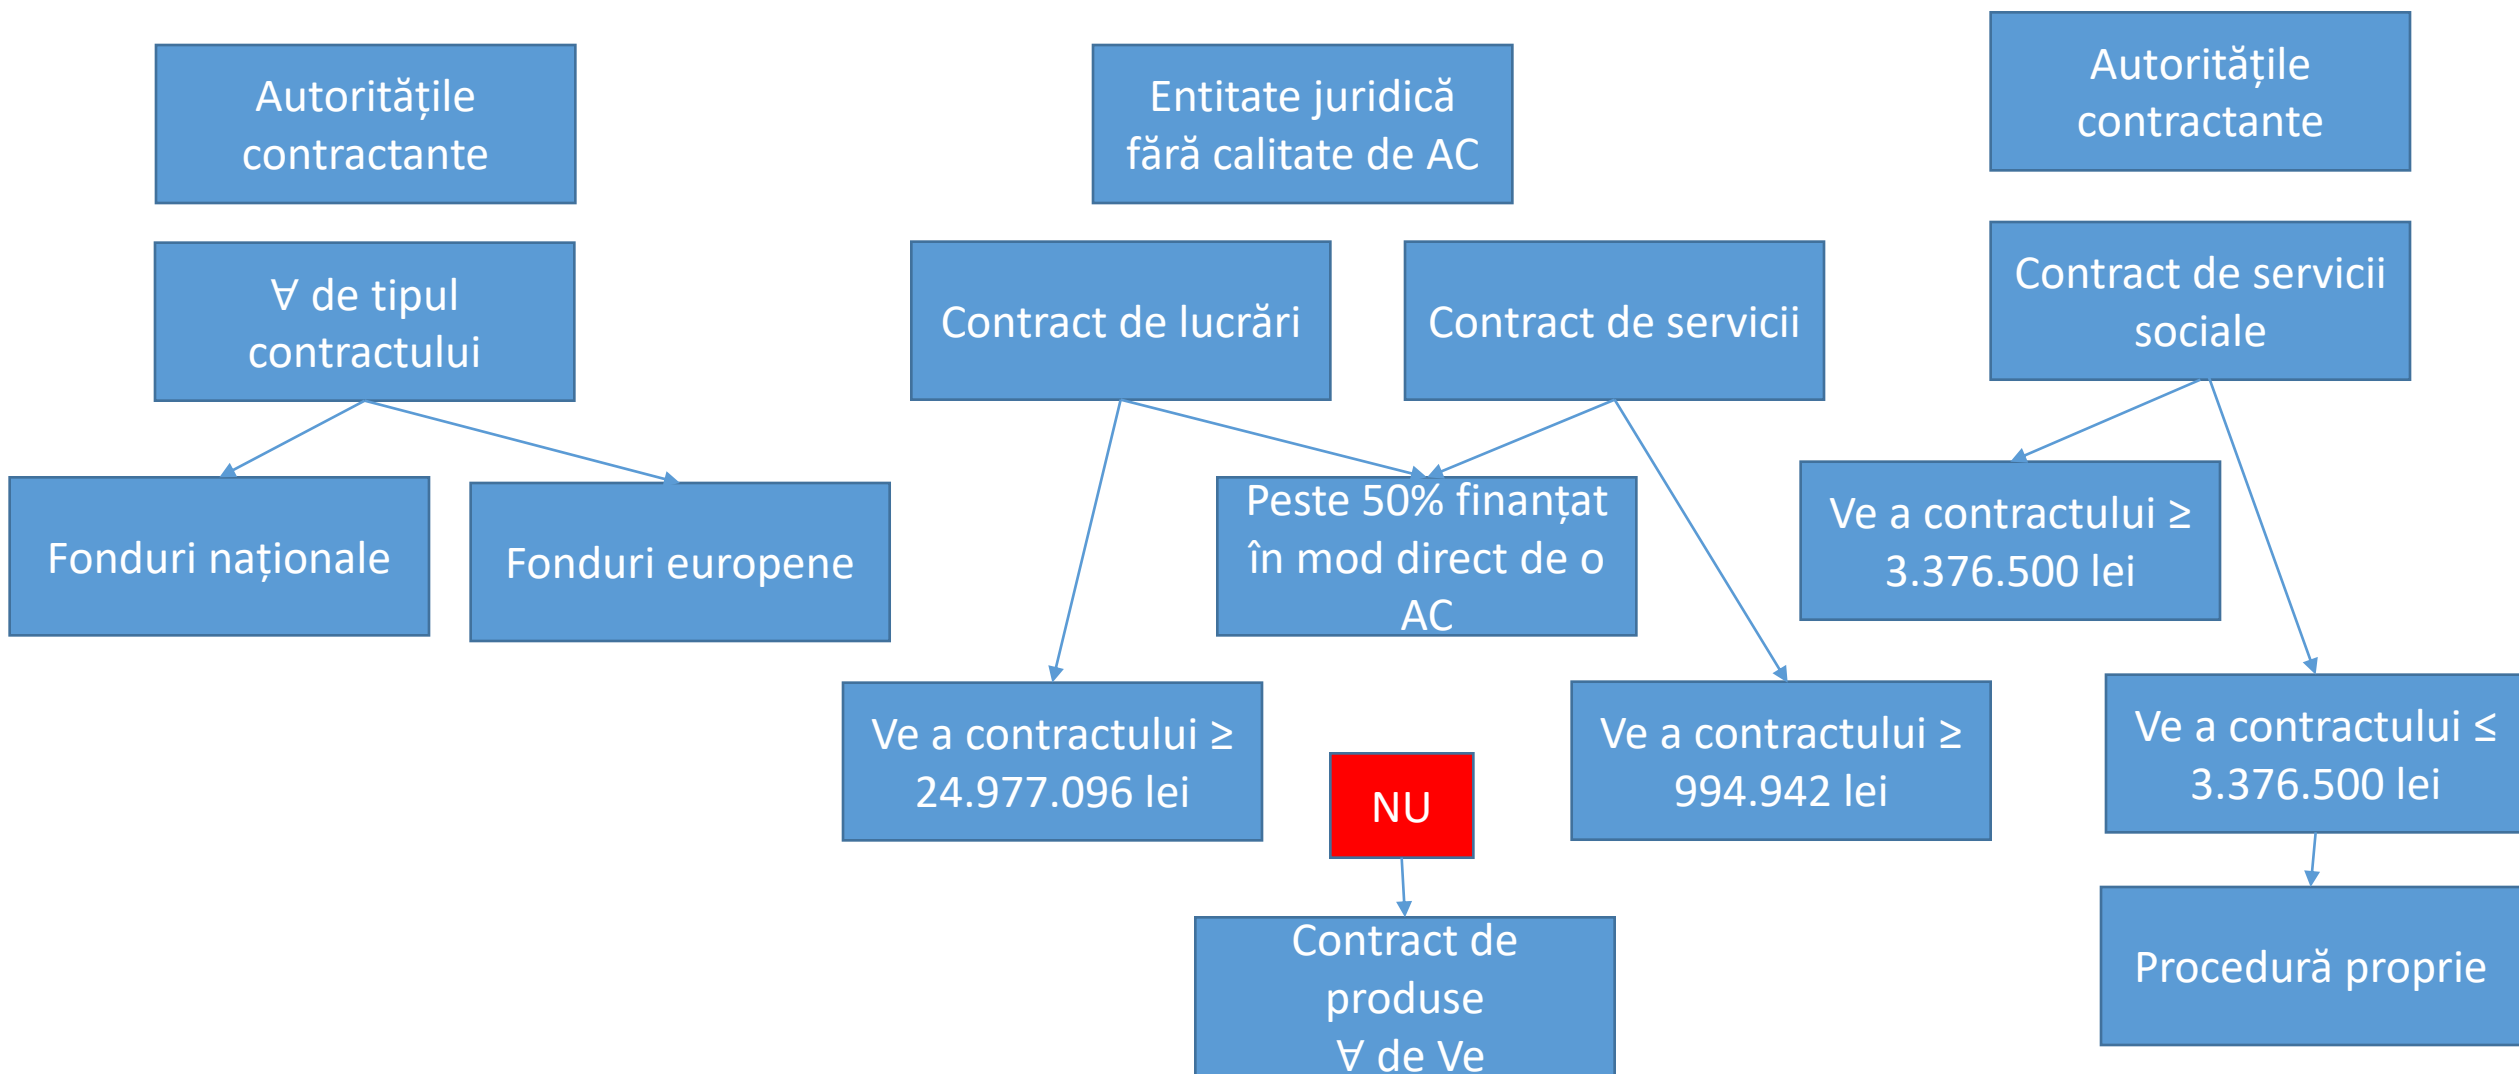 Autoritățile
contractante
Entitate juridică
fără calitate de AC
Autoritățile
contractante
∀ de tipul
contractului
Contract de lucrări
Contract de servicii
Contract de servicii
sociale
Fonduri naționale
Fonduri europene
Peste 50% finanțat
în mod direct de o
AC
Ve a contractului ≥
3.376.500 lei
Ve a contractului ≥
24.977.096 lei
NU
Ve a contractului ≥
994.942 lei
Ve a contractului ≤
3.376.500 lei
Contract de
produse
∀ de Ve
Procedură proprie